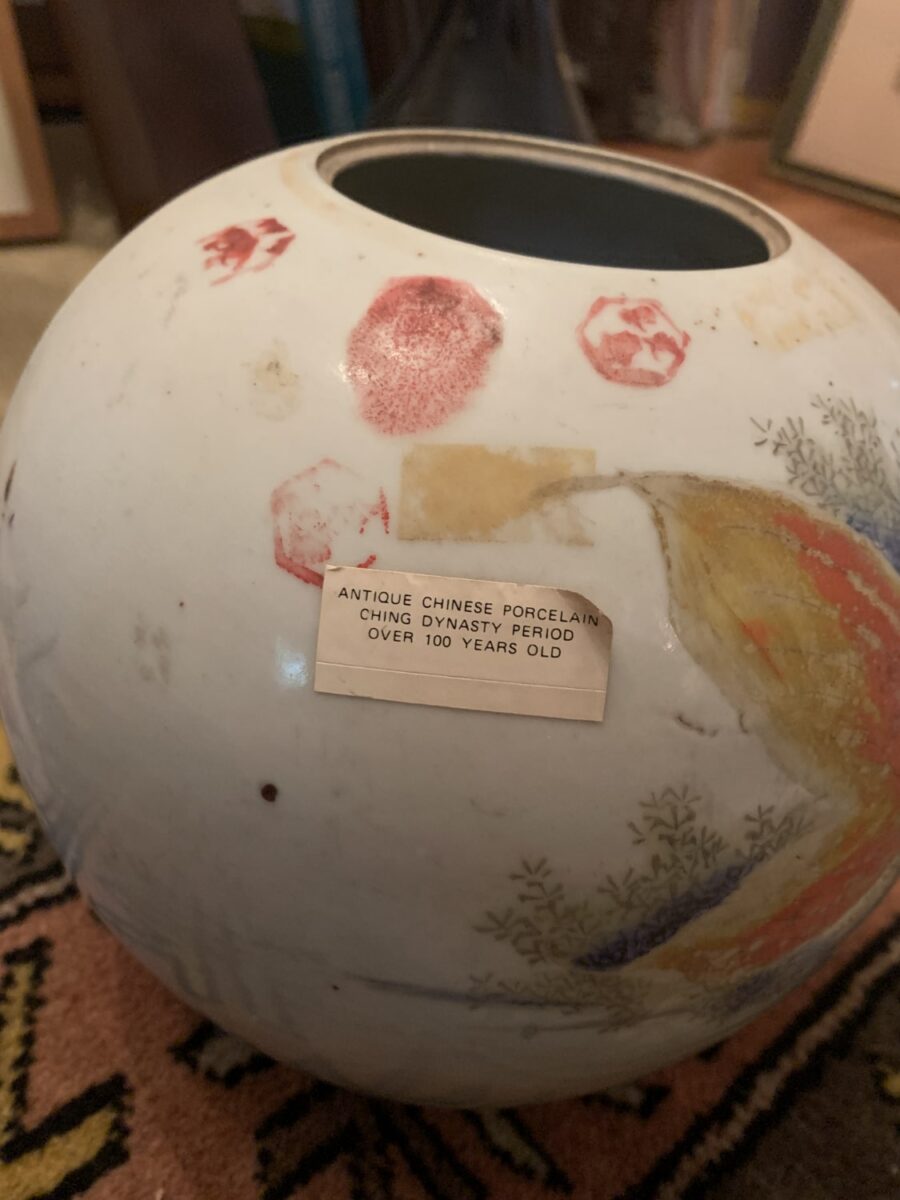 ANTIQUE CHINESE PORCELAIN
CHING DYNASTY PERIOD
OVER 100 YEARS OLD